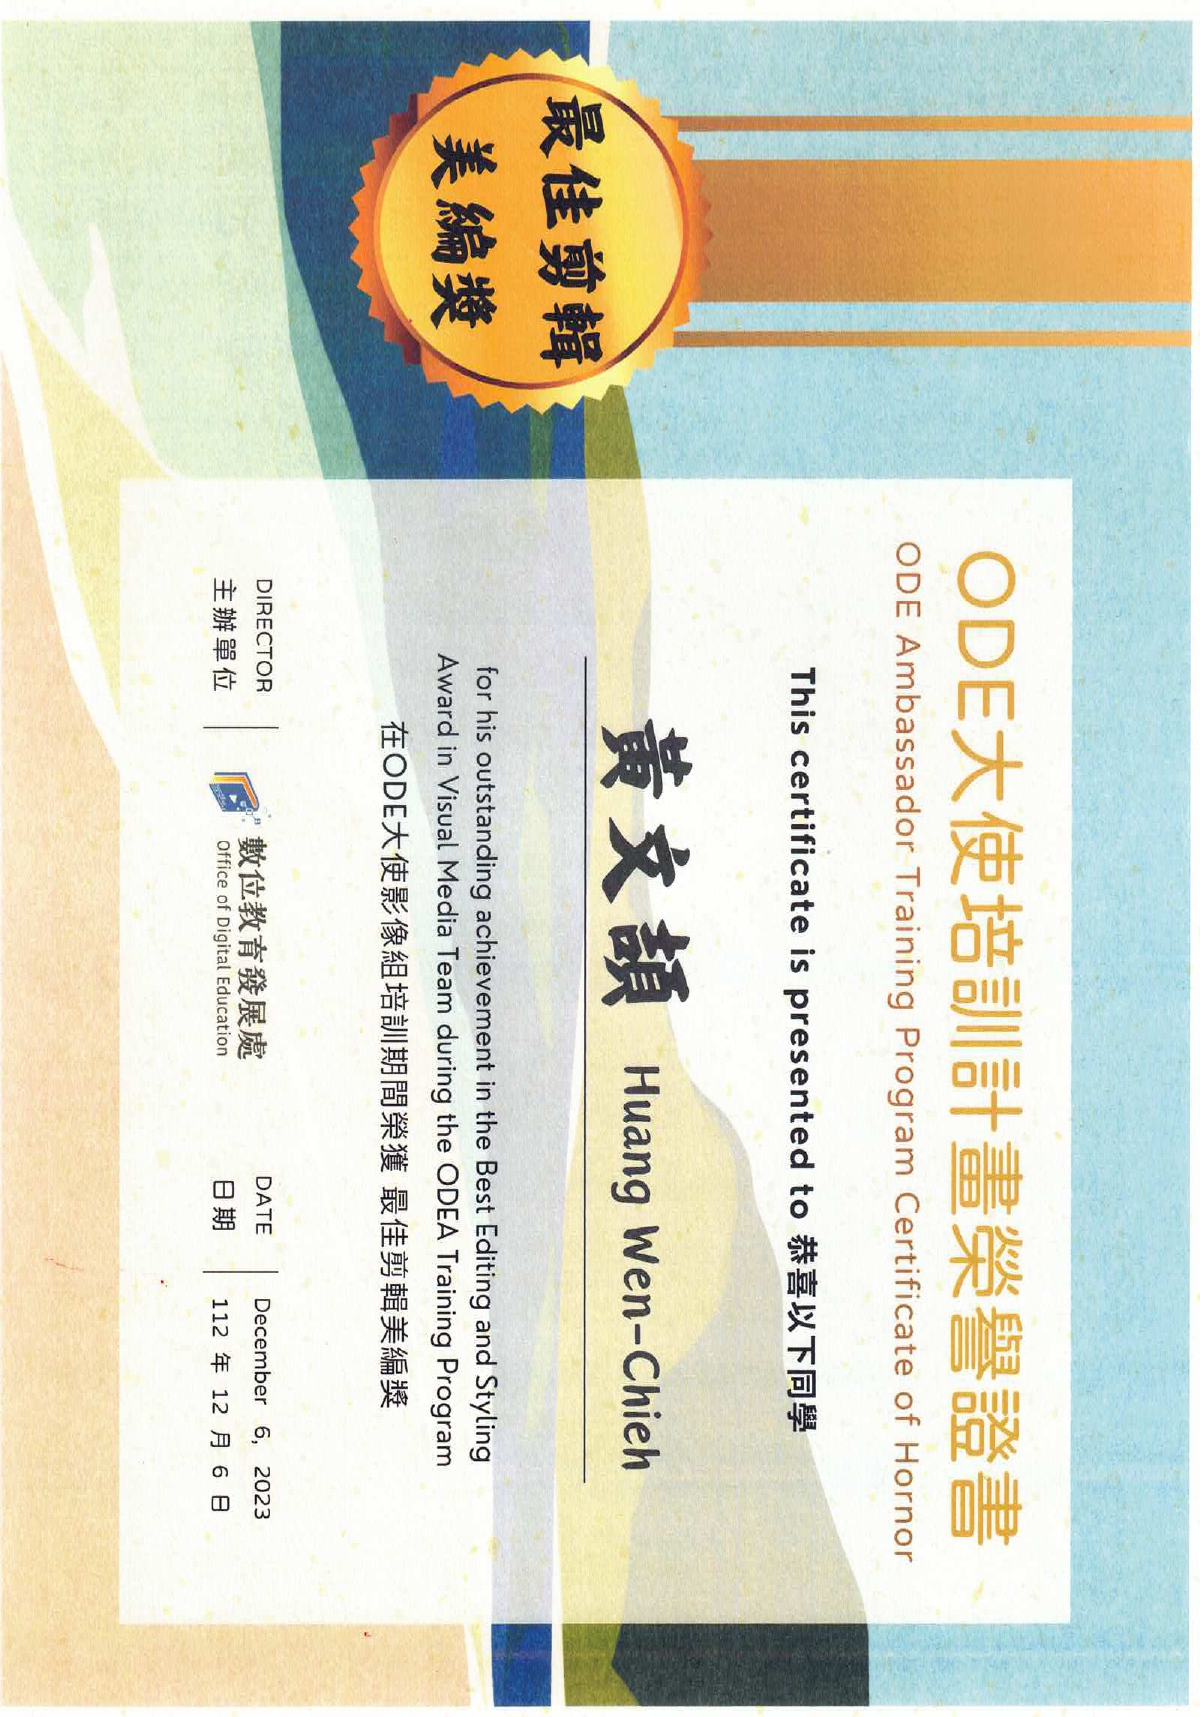 ODE大使培訓計畫榮譽證書
ODE Ambassador Training Program Certificate of Hornor
This certificate is presented to 恭喜以下同學
黃文頡 Huang Wen-Chieh
最佳剪輯
美編獎
for his outstanding achievement in the Best Editing and Styling
Award in Visual Media Team during the ODEA Training Program
在ODE大使影像組培訓期間榮獲 最佳剪輯美編獎
DIRECTOR
主辦單位
數位教育發展處
Office of Digital Education
DATE
日期
December 6, 2023
112 年 12 月 6 日